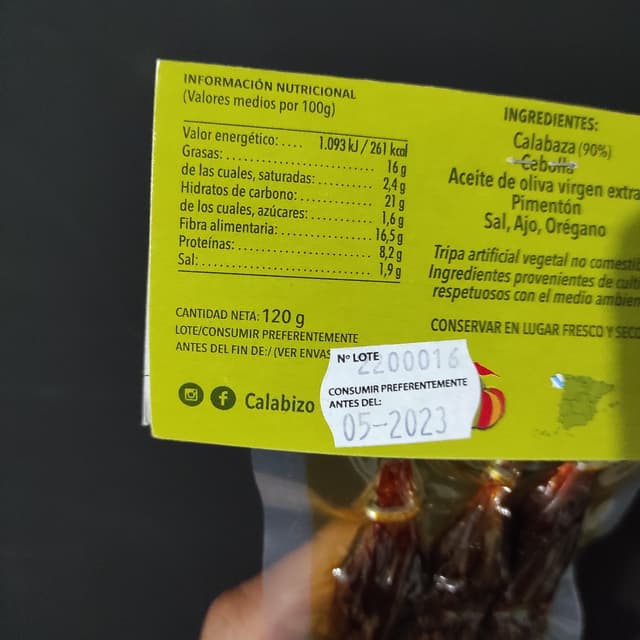 INFORMACIÓN NUTRICIONAL
(Valores medios por 100g)
Valor energético: .... 1.093 kJ / 261 kcal
Grasas: .................... 16 g
de las cuales, saturadas: .......... 2,4 g
Hidratos de carbono: .............. 21 g
de los cuales, azúcares: ........... 1,6 g
Fibra alimentaria: ................. 16,5 g
Proteínas: ......................... 8,2 g
Sal: ............................... 1,9 g
CANTIDAD NETA: 120 g
LOTE/CONSUMIR PREFERENTEMENTE
ANTES DEL FIN DE:/ (VER ENVAS
Nº LOTE
2200016
CONSUMIR PREFERENTEMENTE
ANTES DEL:
05-2023
Calabizo
INGREDIENTES:
Calabaza (90%)
Cebolla
Aceite de oliva virgen extra
Pimentón
Sal, Ajo, Orégano
Tripa artificial vegetal no comesti
Ingredientes provenientes de culti
respetuosos con el medio ambien
CONSERVAR EN LUGAR FRESCO Y SECO